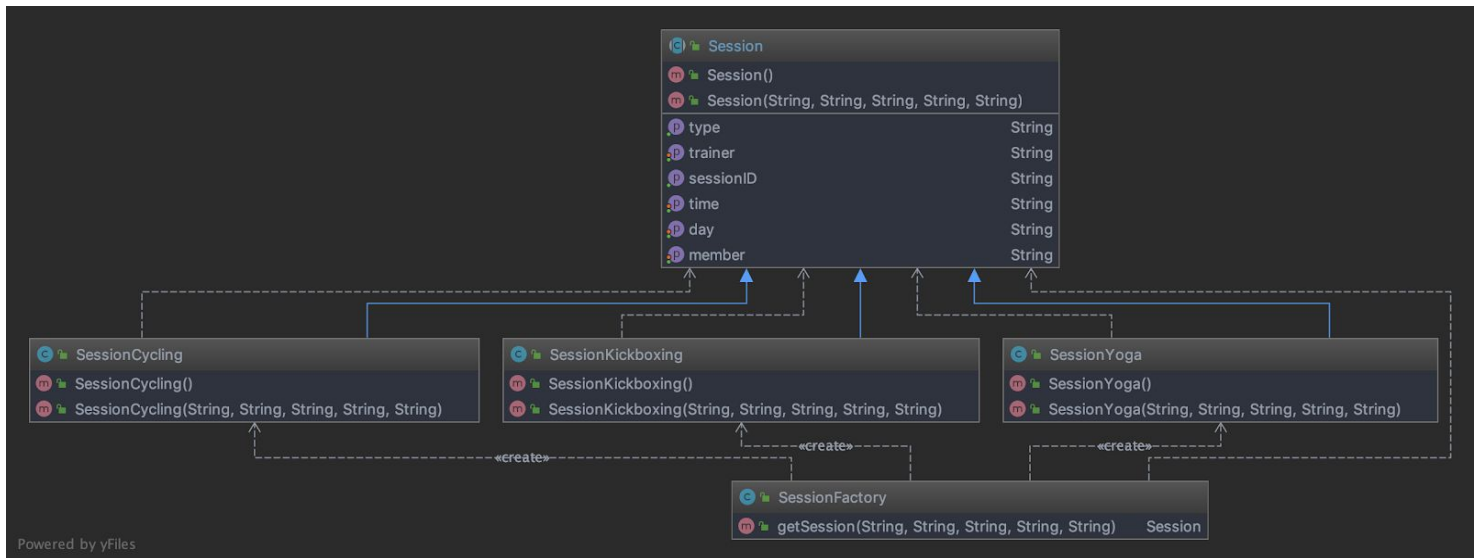 Session
Session()
Session(String, String, String, String, String)
type String
trainer String
sessionID String
time String
day String
member String
SessionCycling
SessionCycling()
SessionCycling(String, String, String, String, String)
SessionKickboxing
SessionKickboxing()
SessionKickboxing(String, String, String, String, String)
SessionYoga
SessionYoga()
SessionYoga(String, String, String, String, String)
«create»
«create»
«create»
SessionFactory
getSession(String, String, String, String, String) Session
Powered by yFiles